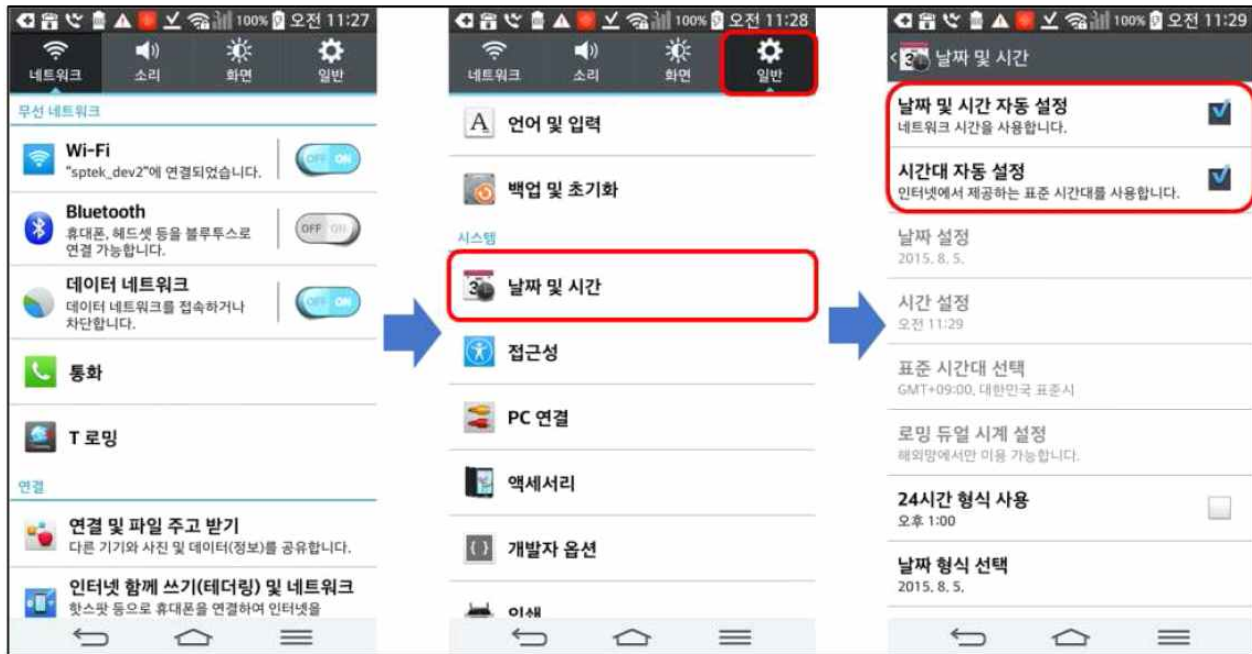 100% 오전 11:27
네트워크 소리 화면 일반
무선 네트워크
Wi-Fi
"sptek_dev2"에 연결되었습니다.
OFF ON
Bluetooth
휴대폰, 헤드셋 등을 블루투스로
연결 가능합니다.
OFF ON
데이터 네트워크
데이터 네트워크를 접속하거나
차단합니다.
OFF ON
통화
T 로밍
연결
연결 및 파일 주고 받기
다른 기기와 사진 및 데이터(정보)를 공유합니다.
인터넷 함께 쓰기(테더링) 및 네트워크
핫스팟 등으로 휴대폰을 연결하여 인터넷을
100% 오전 11:28
네트워크 소리 화면 일반
A 언어 및 입력
백업 및 초기화
시스템
날짜 및 시간
접근성
PC 연결
액세서리
개발자 옵션
인쇄
100% 오전 11:29
날짜 및 시간
날짜 및 시간 자동 설정
네트워크 시간을 사용합니다.
시간대 자동 설정
인터넷에서 제공하는 표준 시간대를 사용합니다.
날짜 설정
2015. 8. 5.
시간 설정
오전 11:29
표준 시간대 선택
GMT+09:00, 대한민국 표준시
로밍 듀얼 시계 설정
해외망에서만 이용 가능합니다.
24시간 형식 사용
오후 1:00
날짜 형식 선택
2015. 8. 5.